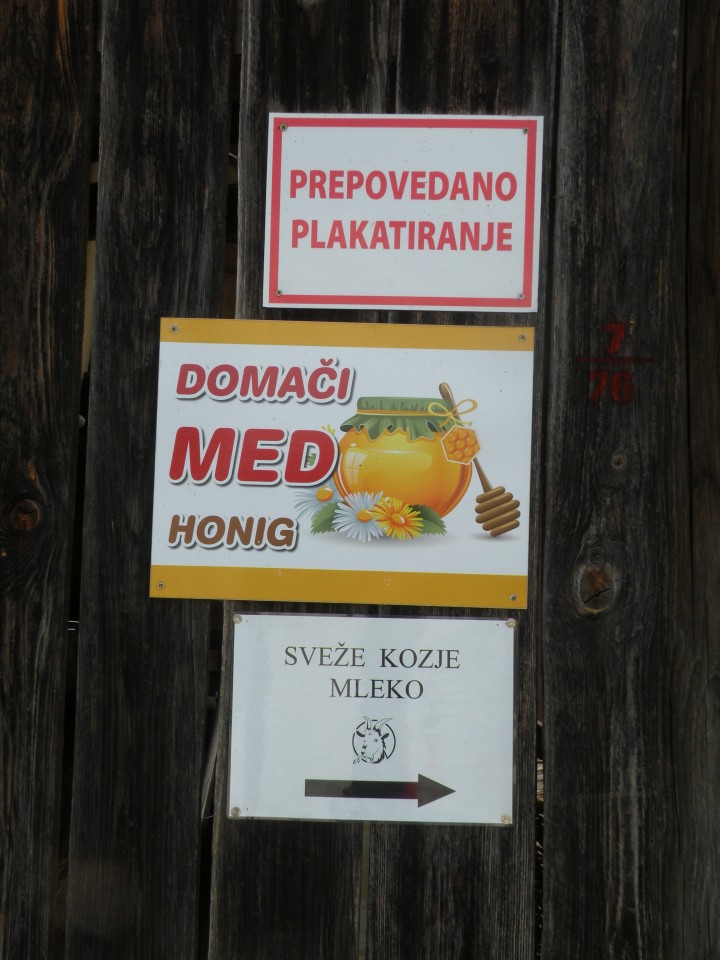 PREPOVEDANO
PLAKATIRANJE
DOMAČI
MED
HONIG
7
76
SVEŽE KOZJE
MLEKO